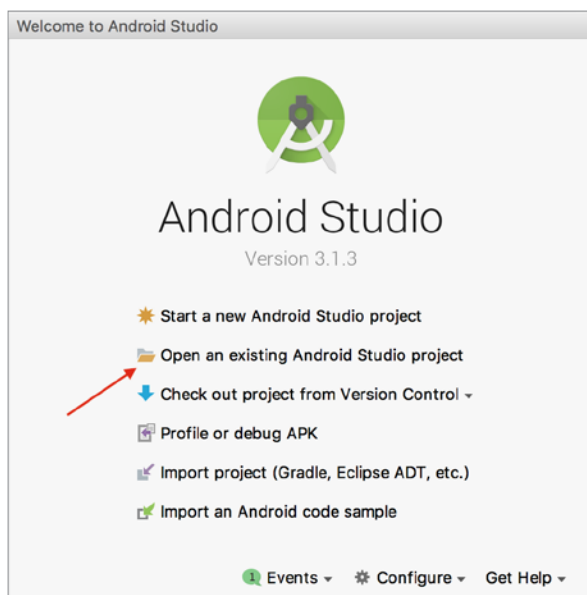 Welcome to Android Studio
Android Studio
Version 3.1.3
Start a new Android Studio project
Open an existing Android Studio project
Check out project from Version Control
Profile or debug APK
Import project (Gradle, Eclipse ADT, etc.)
Import an Android code sample
1 Events Configure Get Help